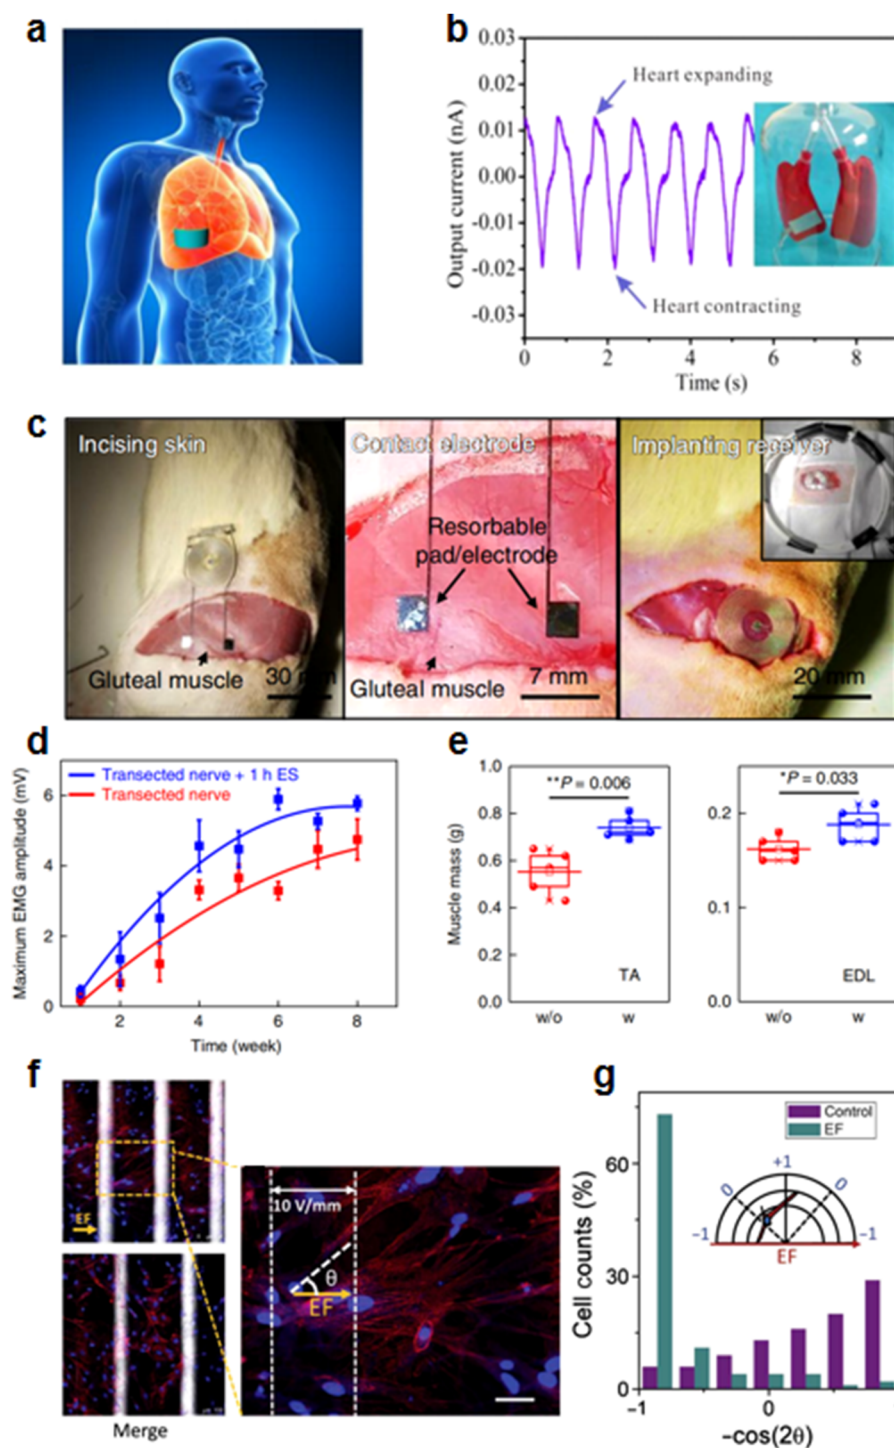 a
b
0.03
0.02
0.01
0.00
-0.01
-0.02
-0.03
Output current (nA)
Heart expanding
Heart contracting
0
2
4
6
8
Time (s)
c
Incising skin
Gluteal muscle
30 mm
Contact electrode
Resorbable
pad/electrode
Gluteal muscle
7 mm
Implanting receiver
20 mm
d
Maximum EMG amplitude (mV)
6
4
2
0
Transected nerve + 1 h ES
Transected nerve
2
4
6
8
Time (week)
e
Muscle mass (g)
1.0
0.8
0.6
0.4
0.2
0.0
**P = 0.006
TA
w/o
w
0.2
0.1
0.0
*P = 0.033
EDL
w/o
w
f
EF
Merge
10 V/mm
θ
EF
g
Cell counts (%)
60
30
0
Control
EF
+1
0
0
-1
-1
EF
-1
0
-cos(2θ)